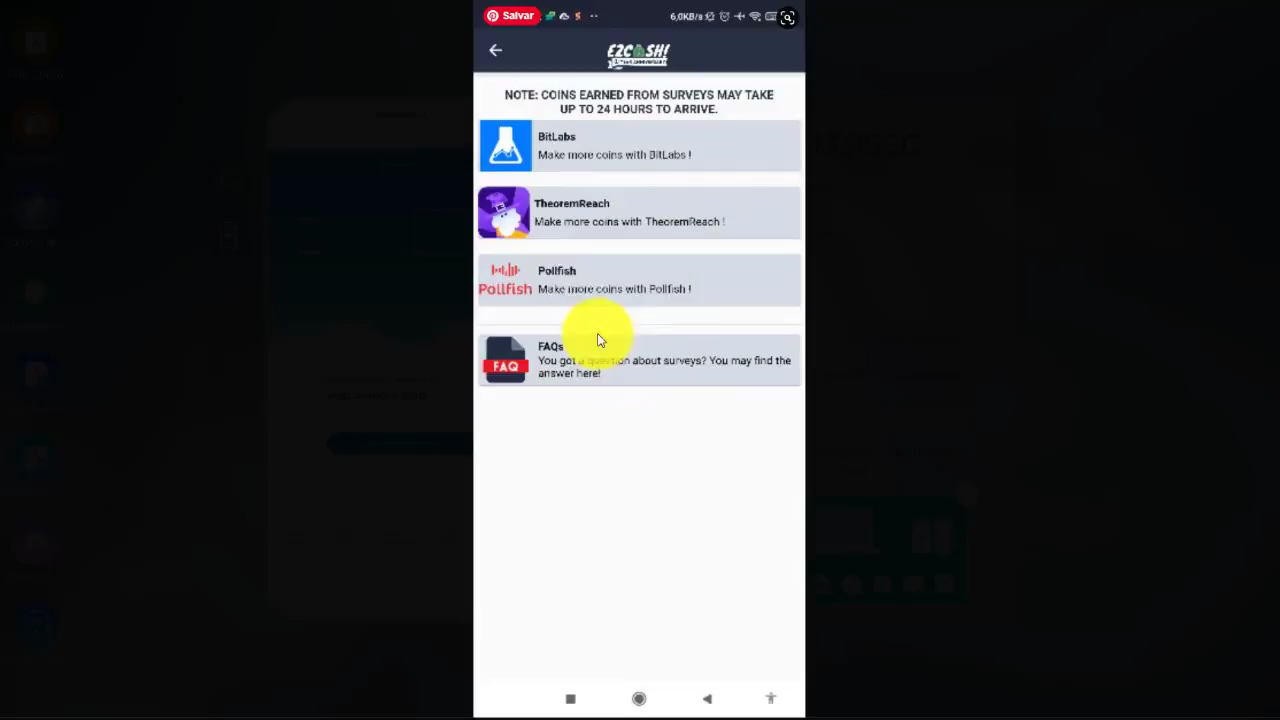 Salvar
6,0KB/s
EZCASH!
NOTE: COINS EARNED FROM SURVEYS MAY TAKE
UP TO 24 HOURS TO ARRIVE.
BitLabs
Make more coins with BitLabs !
TheoremReach
Make more coins with TheoremReach !
Pollfish
Pollfish
Make more coins with Pollfish !
FAQs
FAQ
You got a question about surveys? You may find the
answer here!